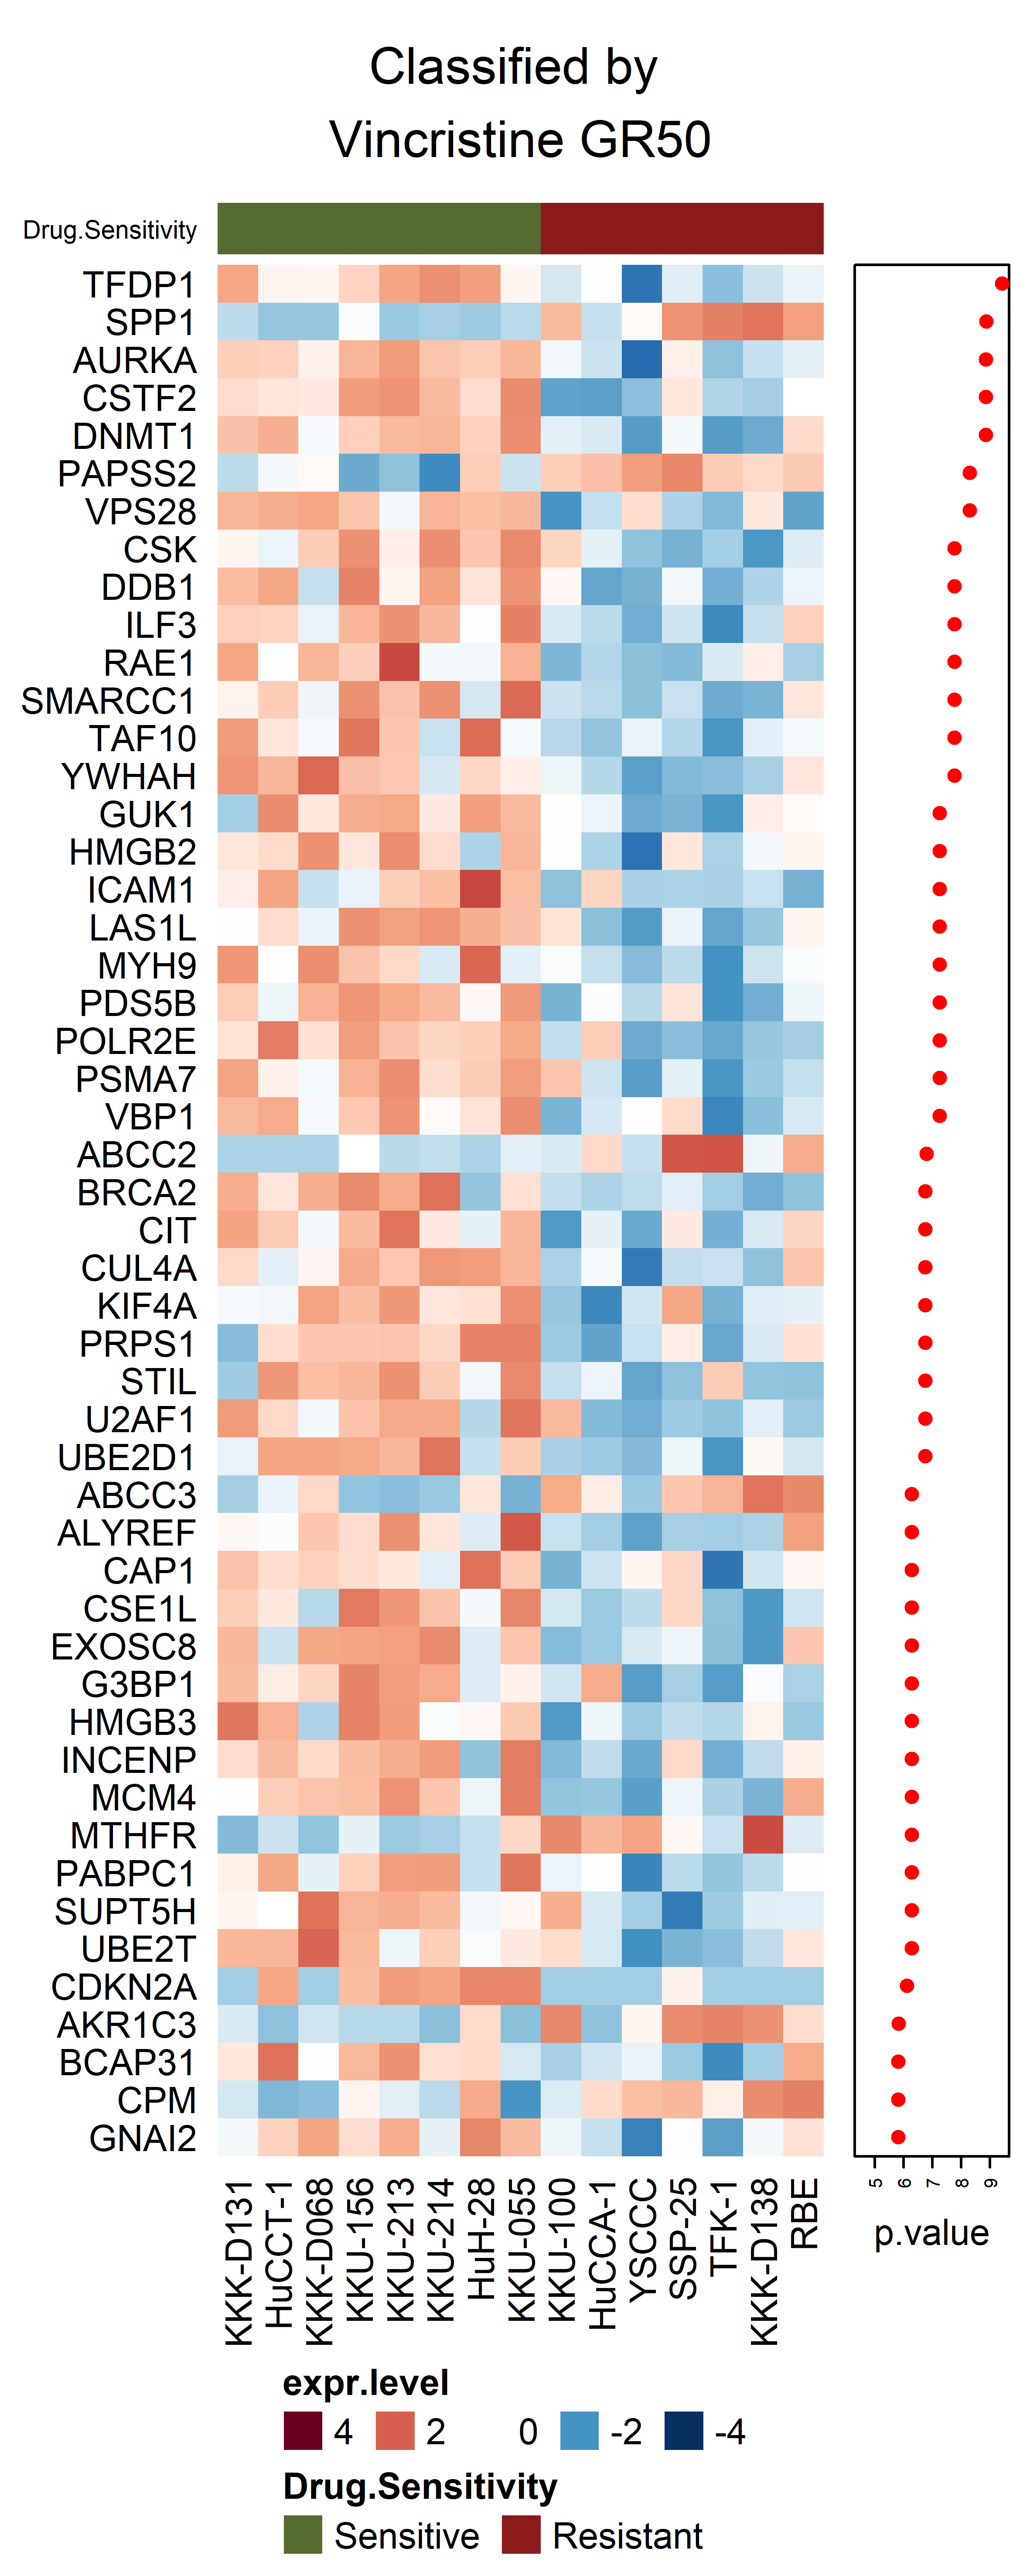 Classified by
Vincristine GR50
Drug.Sensitivity
TFDP1
SPP1
AURKA
CSTF2
DNMT1
PAPSS2
VPS28
CSK
DDB1
ILF3
RAE1
SMARCC1
TAF10
YWHAH
GUK1
HMGB2
ICAM1
LAS1L
MYH9
PDS5B
POLR2E
PSMA7
VBP1
ABCC2
BRCA2
CIT
CUL4A
KIF4A
PRPS1
STIL
U2AF1
UBE2D1
ABCC3
ALYREF
CAP1
CSE1L
EXOSC8
G3BP1
HMGB3
INCENP
MCM4
MTHFR
PABPC1
SUPT5H
UBE2T
CDKN2A
AKR1C3
BCAP31
CPM
GNAI2
KKK-D131
HuCCT-1
KKK-D068
KKU-156
KKU-213
KKU-214
HuH-28
KKU-055
KKU-100
HuCCA-1
YSCCC
SSP-25
TFK-1
KKK-D138
RBE
5
6
7
8
9
p.value
expr.level
4 2 0 -2 -4
Drug.Sensitivity
Sensitive Resistant